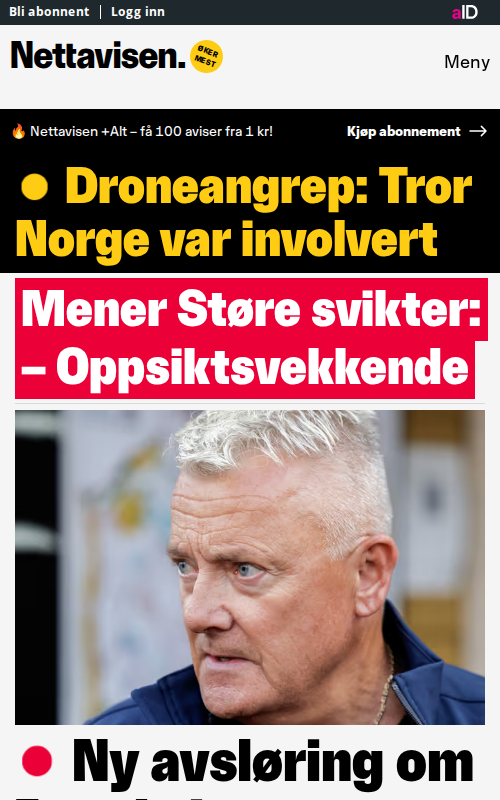 Bli abonnent
Logg inn
aID
Nettavisen.
ØKER
MEST
Meny
🔥 Nettavisen +Alt – få 100 aviser fra 1 kr!
Kjøp abonnement →
Droneangrep: Tror
Norge var involvert
Mener Støre svikter:
– Oppsiktsvekkende
Ny avsløring om